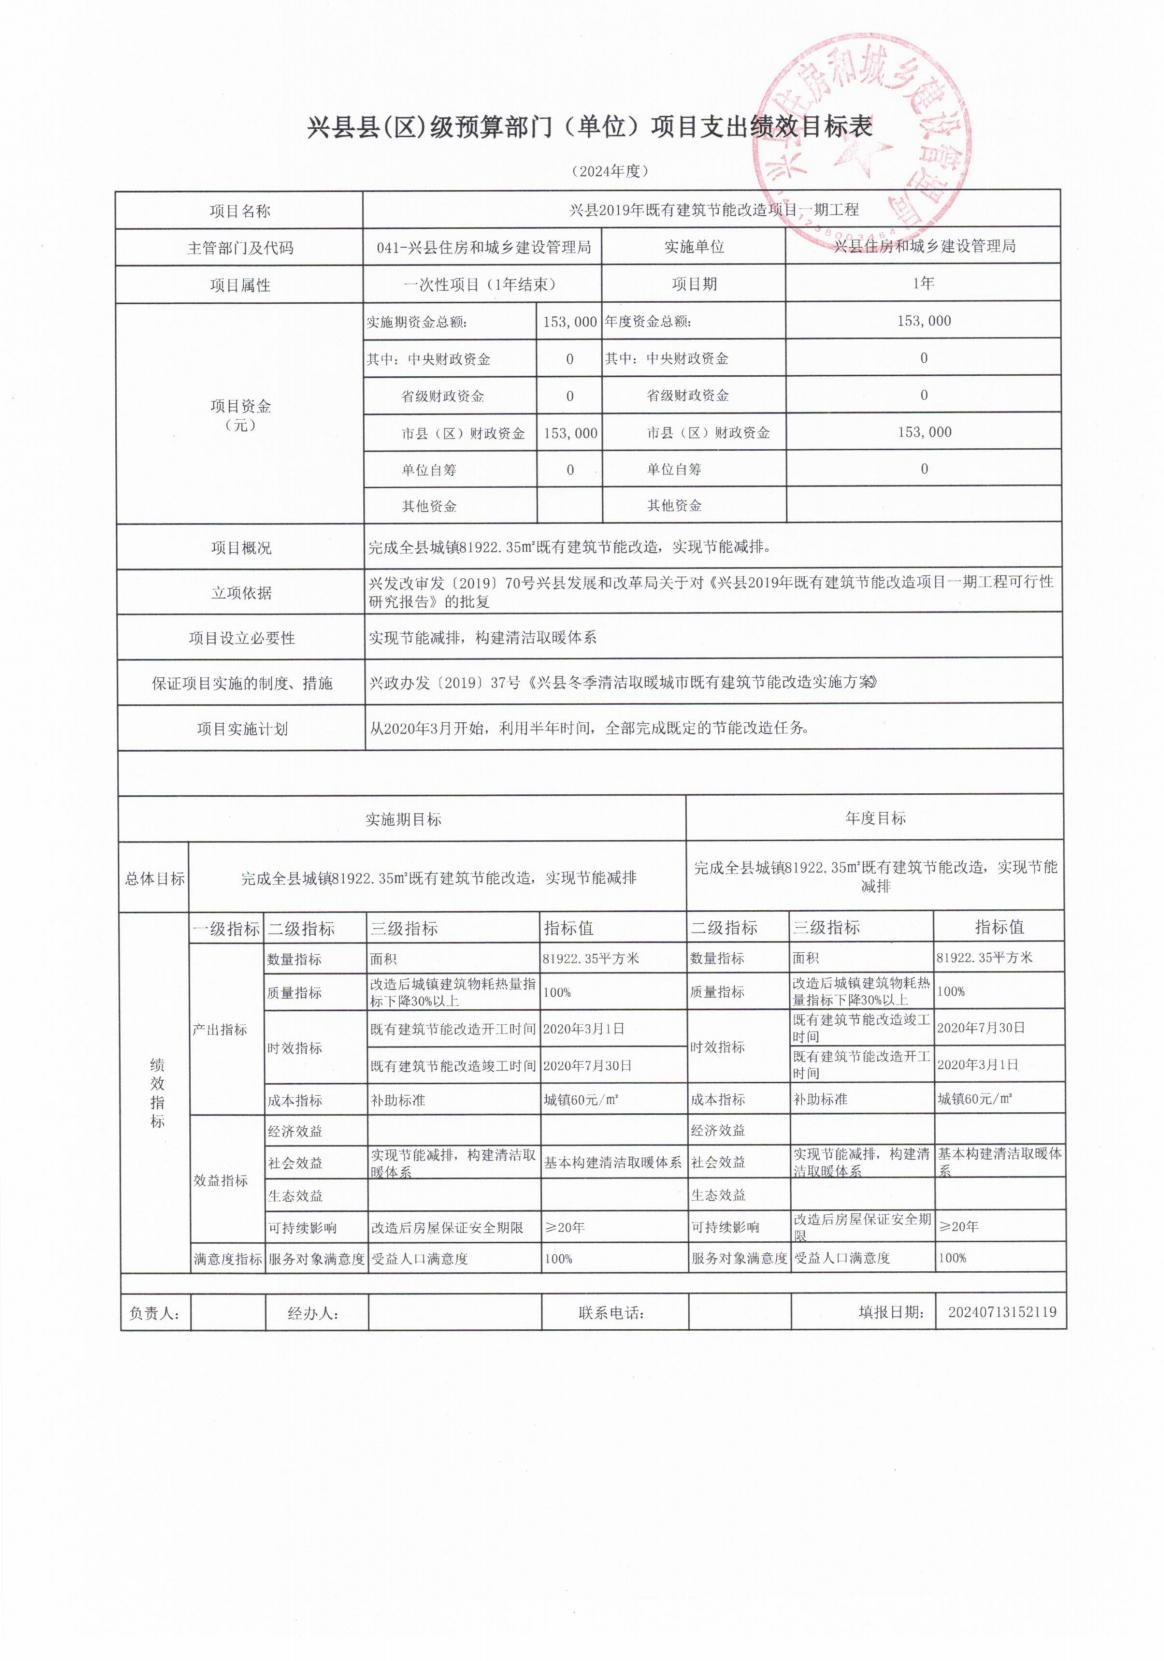 兴县县(区)级预算部门（单位）项目支出绩效目标表
（2024年度）
兴县住房和城乡建设管理局
项目名称 兴县2019年既有建筑节能改造项目一期工程
主管部门及代码 041-兴县住房和城乡建设管理局 实施单位 兴县住房和城乡建设管理局
项目属性 一次性项目（1年结束） 项目期 1年
项目资金
（元）
实施期资金总额: 153,000 年度资金总额: 153,000
其中: 中央财政资金 0 其中: 中央财政资金 0
省级财政资金 0 省级财政资金 0
市县（区）财政资金 153,000 市县（区）财政资金 153,000
单位自筹 0 单位自筹 0
其他资金 其他资金
项目概况 完成全县城镇81922.35㎡既有建筑节能改造，实现节能减排。
立项依据 兴发改审发〔2019〕70号兴县发展和改革局关于对《兴县2019年既有建筑节能改造项目一期工程可行性
研究报告》的批复
项目设立必要性 实现节能减排，构建清洁取暖体系
保证项目实施的制度、措施 兴政办发〔2019〕37号《兴县冬季清洁取暖城市既有建筑节能改造实施方案》
项目实施计划 从2020年3月开始，利用半年时间，全部完成既定的节能改造任务。
实施期目标 年度目标
总体目标 完成全县城镇81922.35㎡既有建筑节能改造，实现节能减排 完成全县城镇81922.35㎡既有建筑节能改造，实现节能
减排
绩
效
指
标
一级指标 二级指标 三级指标 指标值 二级指标 三级指标 指标值
产出指标
数量指标 面积 81922.35平方米 数量指标 面积 81922.35平方米
质量指标 改造后城镇建筑物耗热量指
标下降30%以上 100% 质量指标 改造后城镇建筑物耗热
量指标下降30%以上 100%
时效指标 既有建筑节能改造开工时间 2020年3月1日 时效指标 既有建筑节能改造竣工
时间 2020年7月30日
既有建筑节能改造竣工时间 2020年7月30日 既有建筑节能改造开工
时间 2020年3月1日
成本指标 补助标准 城镇60元/㎡ 成本指标 补助标准 城镇60元/㎡
效益指标
经济效益 经济效益
社会效益 实现节能减排，构建清洁取
暖体系 基本构建清洁取暖体系 社会效益 实现节能减排，构建清
洁取暖体系 基本构建清洁取暖体
系
生态效益 生态效益
可持续影响 改造后房屋保证安全期限 ≥20年 可持续影响 改造后房屋保证安全期
限 ≥20年
满意度指标 服务对象满意度 受益人口满意度 100% 服务对象满意度 受益人口满意度 100%
负责人: 经办人: 联系电话: 填报日期: 20240713152119